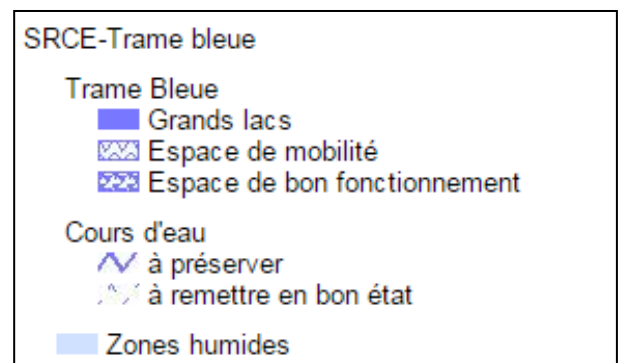 SRCE-Trame bleue
Trame Bleue
Grands lacs
Espace de mobilité
Espace de bon fonctionnement
Cours d'eau
à préserver
à remettre en bon état
Zones humides